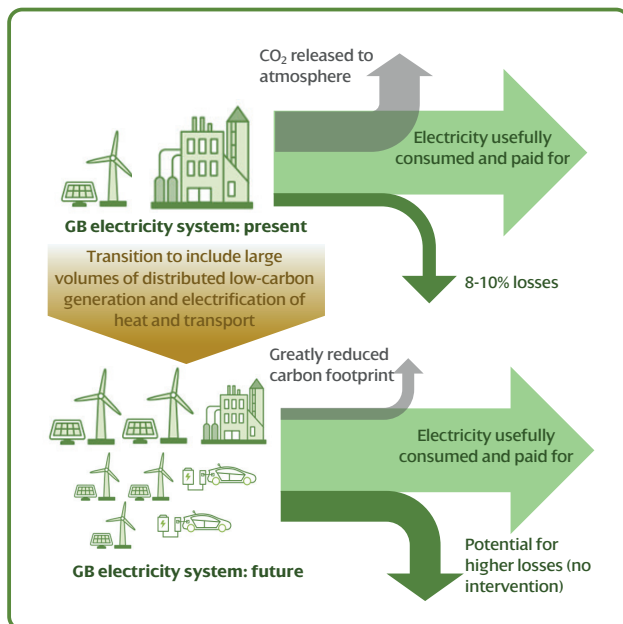 CO₂ released to
atmosphere
Electricity usefully
consumed and paid for
GB electricity system: present
8-10% losses
Transition to include large
volumes of distributed low-carbon
generation and electrification of
heat and transport
Greatly reduced
carbon footprint
Electricity usefully
consumed and paid for
GB electricity system: future
Potential for
higher losses (no
intervention)